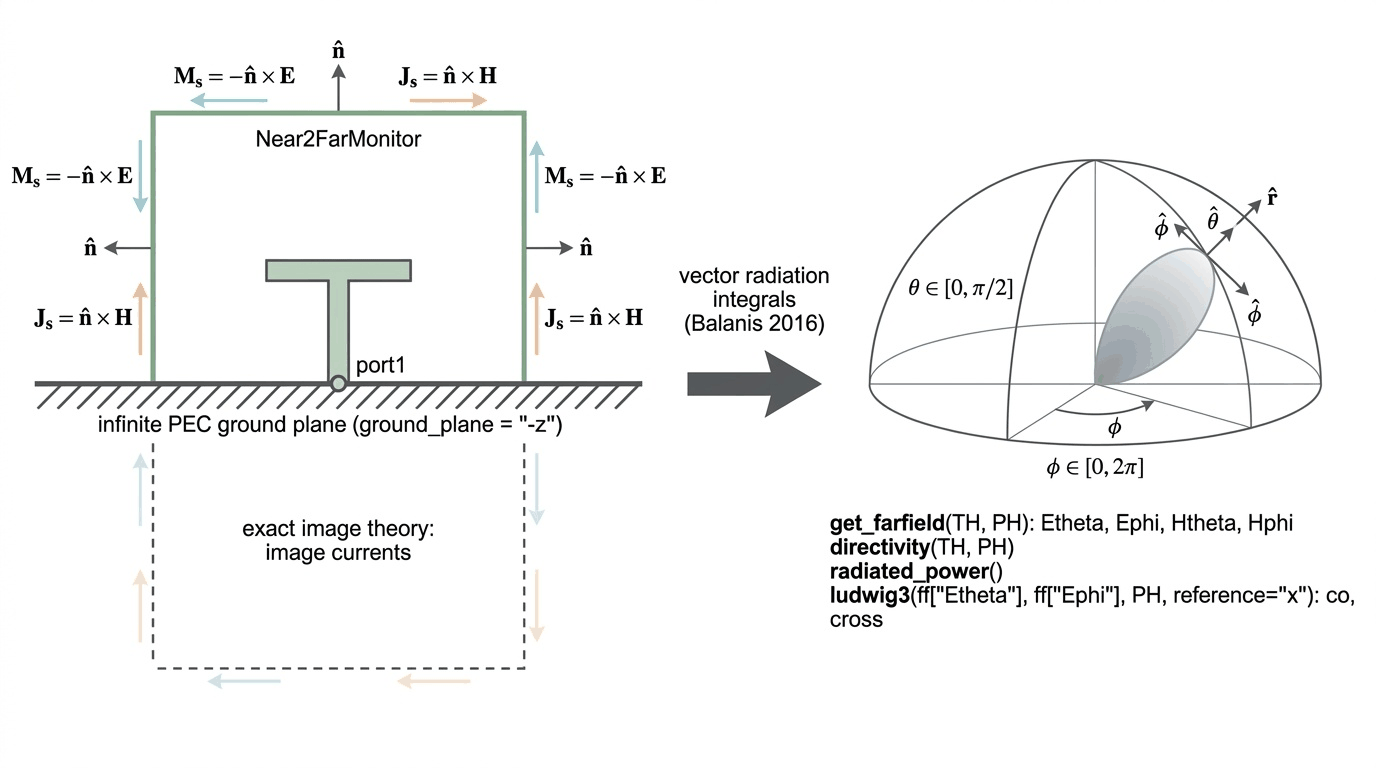 n̂
Mₛ = −n̂ × E
Jₛ = n̂ × H
Near2FarMonitor
Mₛ = −n̂ × E
Mₛ = −n̂ × E
n̂
n̂
Jₛ = n̂ × H
Jₛ = n̂ × H
port1
infinite PEC ground plane (ground_plane = "-z")
exact image theory:
image currents
vector radiation
integrals
(Balanis 2016)
r̂
θ̂
ϕ̂
θ ∈ [0, π/2]
ϕ̂
ϕ
ϕ ∈ [0, 2π]
get_farfield(TH, PH): Etheta, Ephi, Htheta, Hphi
directivity(TH, PH)
radiated_power()
ludwig3(ff["Etheta"], ff["Ephi"], PH, reference="x"): co,
cross